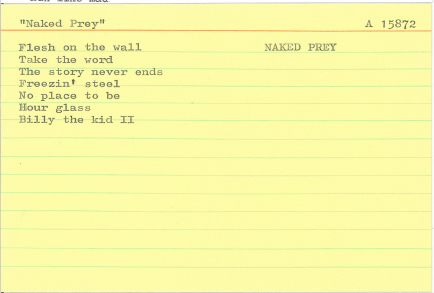 "Naked Prey" A 15872
Flesh on the wall NAKED PREY
Take the word
The story never ends
Freezin' steel
No place to be
Hour glass
Billy the kid II